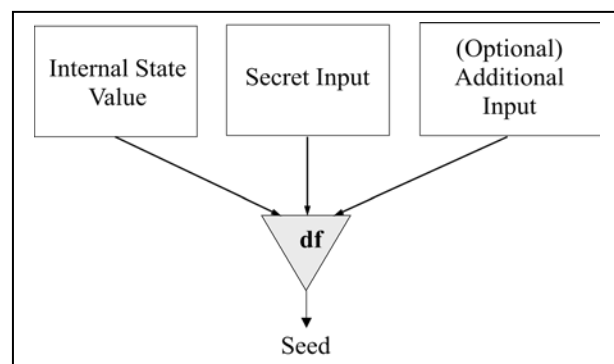 Internal State
Value
Secret Input
(Optional)
Additional
Input
df
Seed